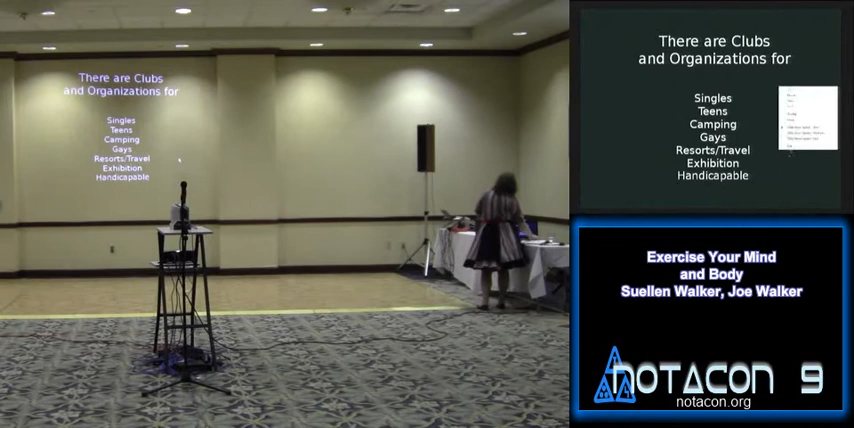 There are Clubs
and Organizations for
Singles
Teens
Camping
Gays
Resorts/Travel
Exhibition
Handicapable
There are Clubs
and Organizations for
Singles
Teens
Camping
Gays
Resorts/Travel
Exhibition
Handicapable
Exercise Your Mind
and Body
Suellen Walker, Joe Walker
NOTACON 9
notacon.org